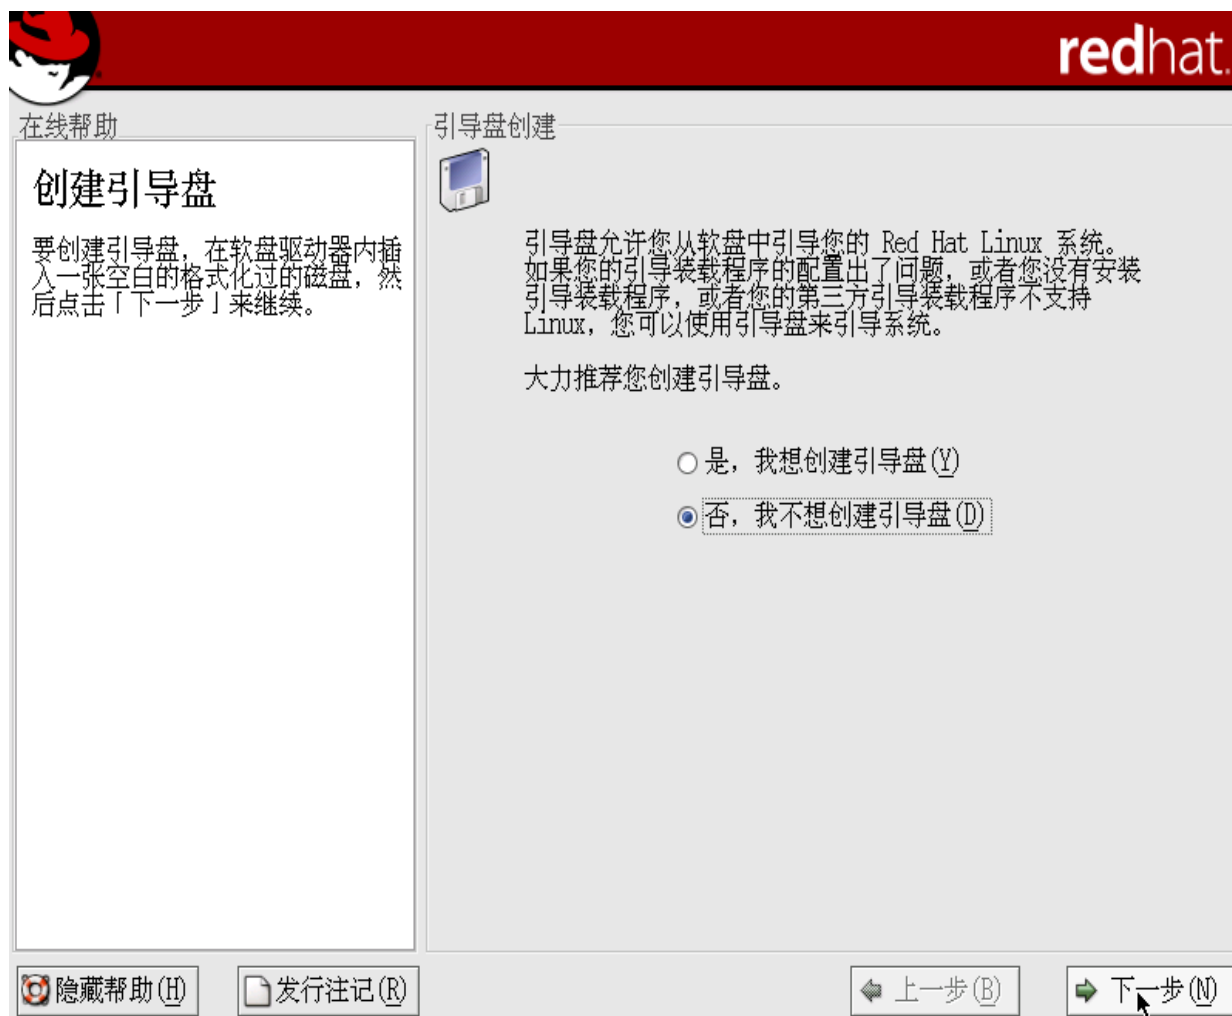 redhat.
在线帮助
创建引导盘
要创建引导盘，在软盘驱动器内插
入一张空白的格式化过的磁盘，然
后点击「下一步」来继续。
引导盘创建
引导盘允许您从软盘中引导您的 Red Hat Linux 系统。
如果您的引导装载程序的配置出了问题，或者您没有安装
引导装载程序，或者您的第三方引导装载程序不支持
Linux，您可以使用引导盘来引导系统。
大力推荐您创建引导盘。
是，我想创建引导盘(Y)
否，我不想创建引导盘(D)
隐藏帮助(H)
发行注记(R)
上一步(B)
下一步(N)